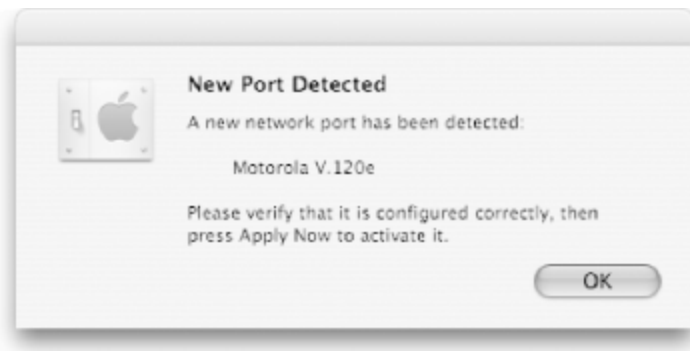 New Port Detected
A new network port has been detected:
Motorola V.120e
Please verify that it is configured correctly, then
press Apply Now to activate it.
OK